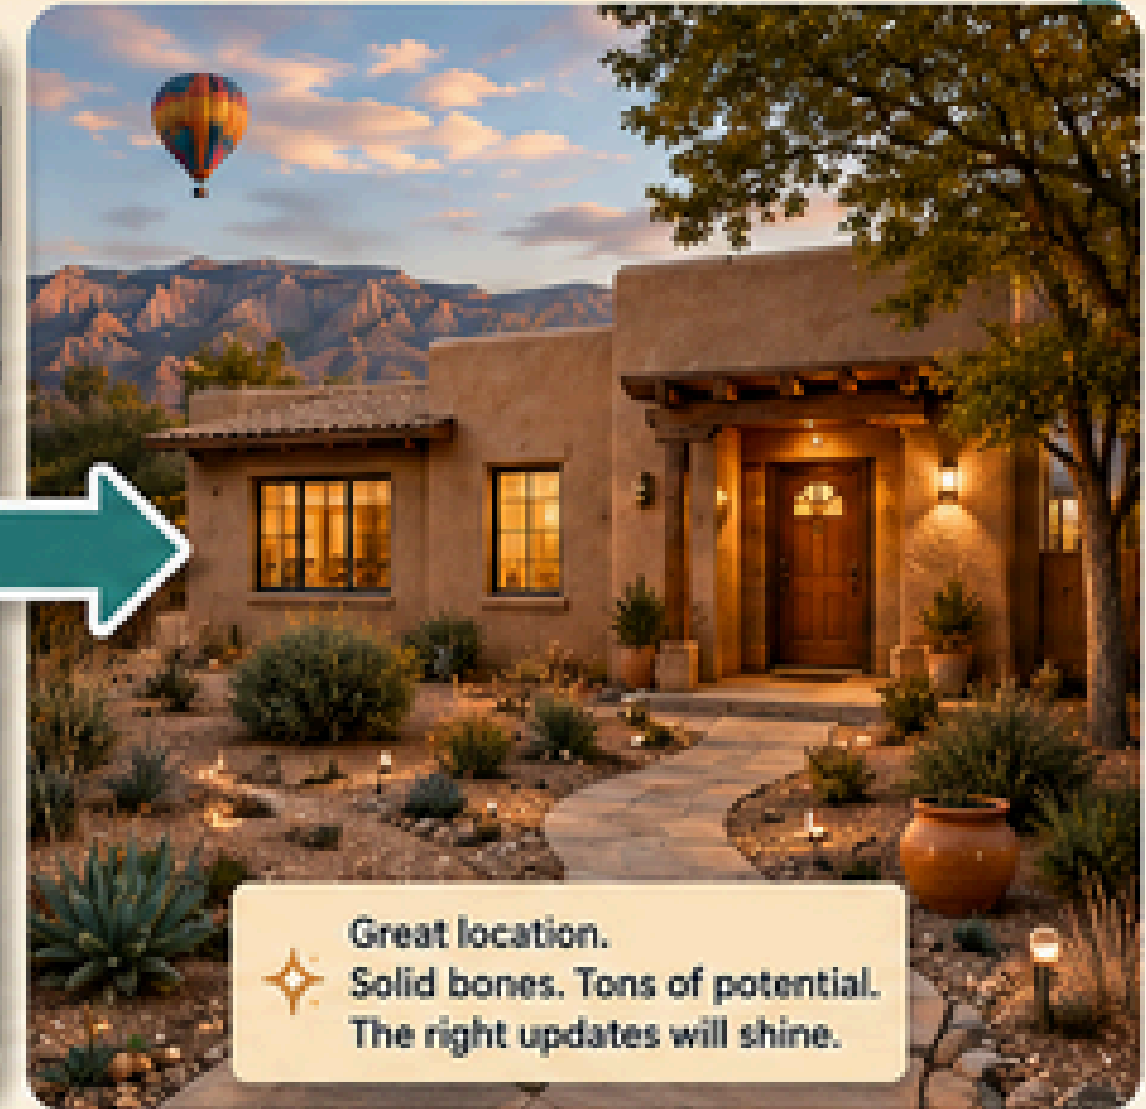 Great location.
Solid bones. Tons of potential.
The right updates will shine.